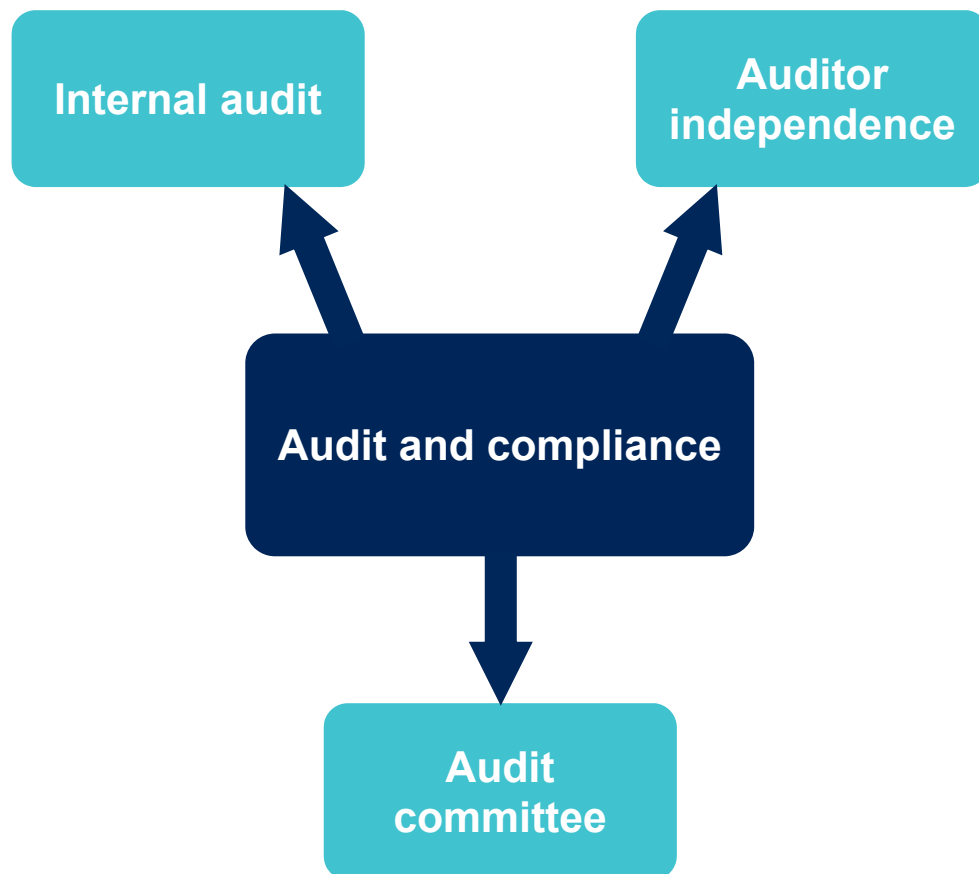 Internal audit
Auditor
independence
Audit and compliance
Audit
committee